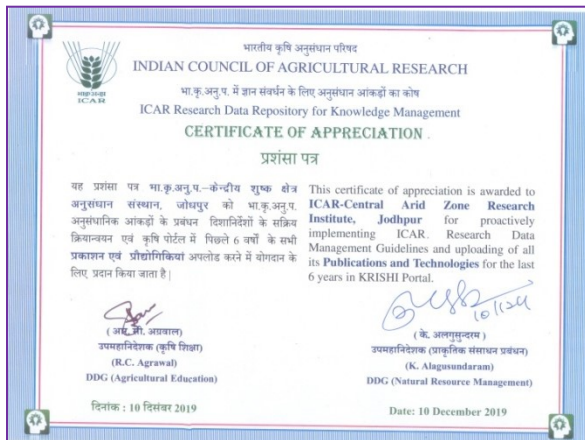 भारतीय कृषि अनुसंधान परिषद
INDIAN COUNCIL OF AGRICULTURAL RESEARCH
भा.कृ.अनु.प. में ज्ञान संवर्धन के लिए अनुसंधान आंकड़ों का कोष
ICAR Research Data Repository for Knowledge Management
भाकृअनुप
ICAR
CERTIFICATE OF APPRECIATION
प्रशंसा पत्र
यह प्रशंसा पत्र भा.कृ.अनु.प.–केन्द्रीय शुष्क क्षेत्र
अनुसंधान संस्थान, जोधपुर को भा.कृ.अनु.प.
अनुसंधानिक आंकड़ों के प्रबंधन दिशानिर्देशों के सक्रिय
क्रियान्वयन एवं कृषि पोर्टल में पिछले 6 वर्षों के सभी
प्रकाशन एवं प्रौद्योगिकियां अपलोड करने में योगदान के
लिए प्रदान किया जाता है|
This certificate of appreciation is awarded to
ICAR-Central Arid Zone Research
Institute, Jodhpur for proactively
implementing ICAR. Research Data
Management Guidelines and uploading of all
its Publications and Technologies for the last
6 years in KRISHI Portal.
(आर. सी. अग्रवाल)
उपमहानिदेशक (कृषि शिक्षा)
(R.C. Agrawal)
DDG (Agricultural Education)
दिनांक : 10 दिसंबर 2019
(के. अलगुसुन्दरम)
उपमहानिदेशक (प्राकृतिक संसाधन प्रबंधन)
(K. Alagusundaram)
DDG (Natural Resource Management)
Date: 10 December 2019